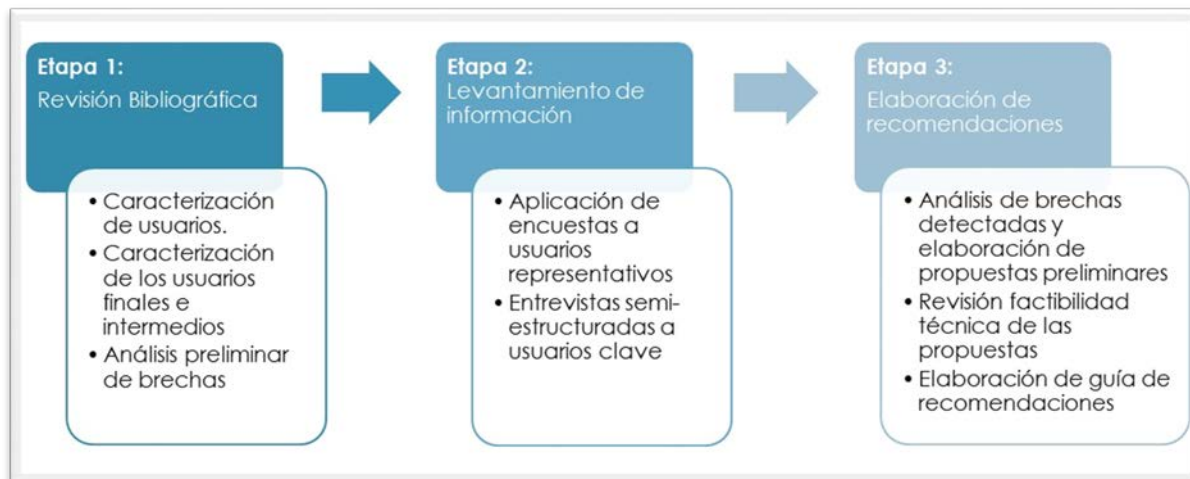 Etapa 1:
Revisión Bibliográfica
• Caracterización
de usuarios.
• Caracterización
de los usuarios
finales e
intermedios
• Análisis preliminar
de brechas
Etapa 2:
Levantamiento de
información
• Aplicación de
encuestas a
usuarios
representativos
• Entrevistas semi-
estructuradas a
usuarios clave
Etapa 3:
Elaboración de
recomendaciones
• Análisis de brechas
detectadas y
elaboración de
propuestas preliminares
• Revisión factibilidad
técnica de las
propuestas
• Elaboración de guía de
recomendaciones